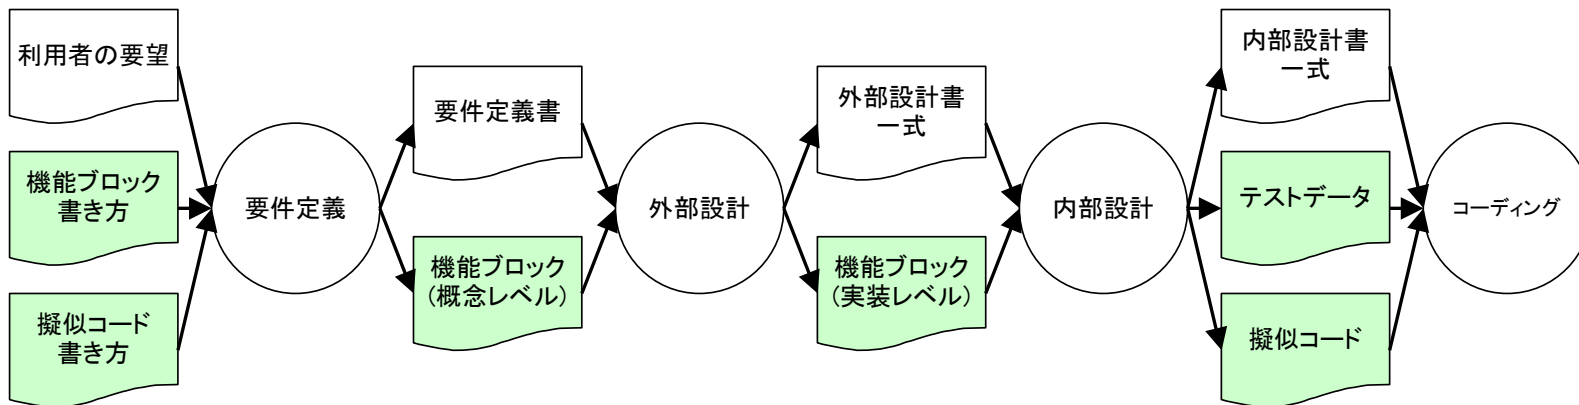 利用者の要望
機能ブロック
書き方
擬似コード
書き方
要件定義
要件定義書
機能ブロック
(概念レベル)
外部設計
外部設計書
一式
機能ブロック
(実装レベル)
内部設計
内部設計書
一式
テストデータ
擬似コード
コーディング